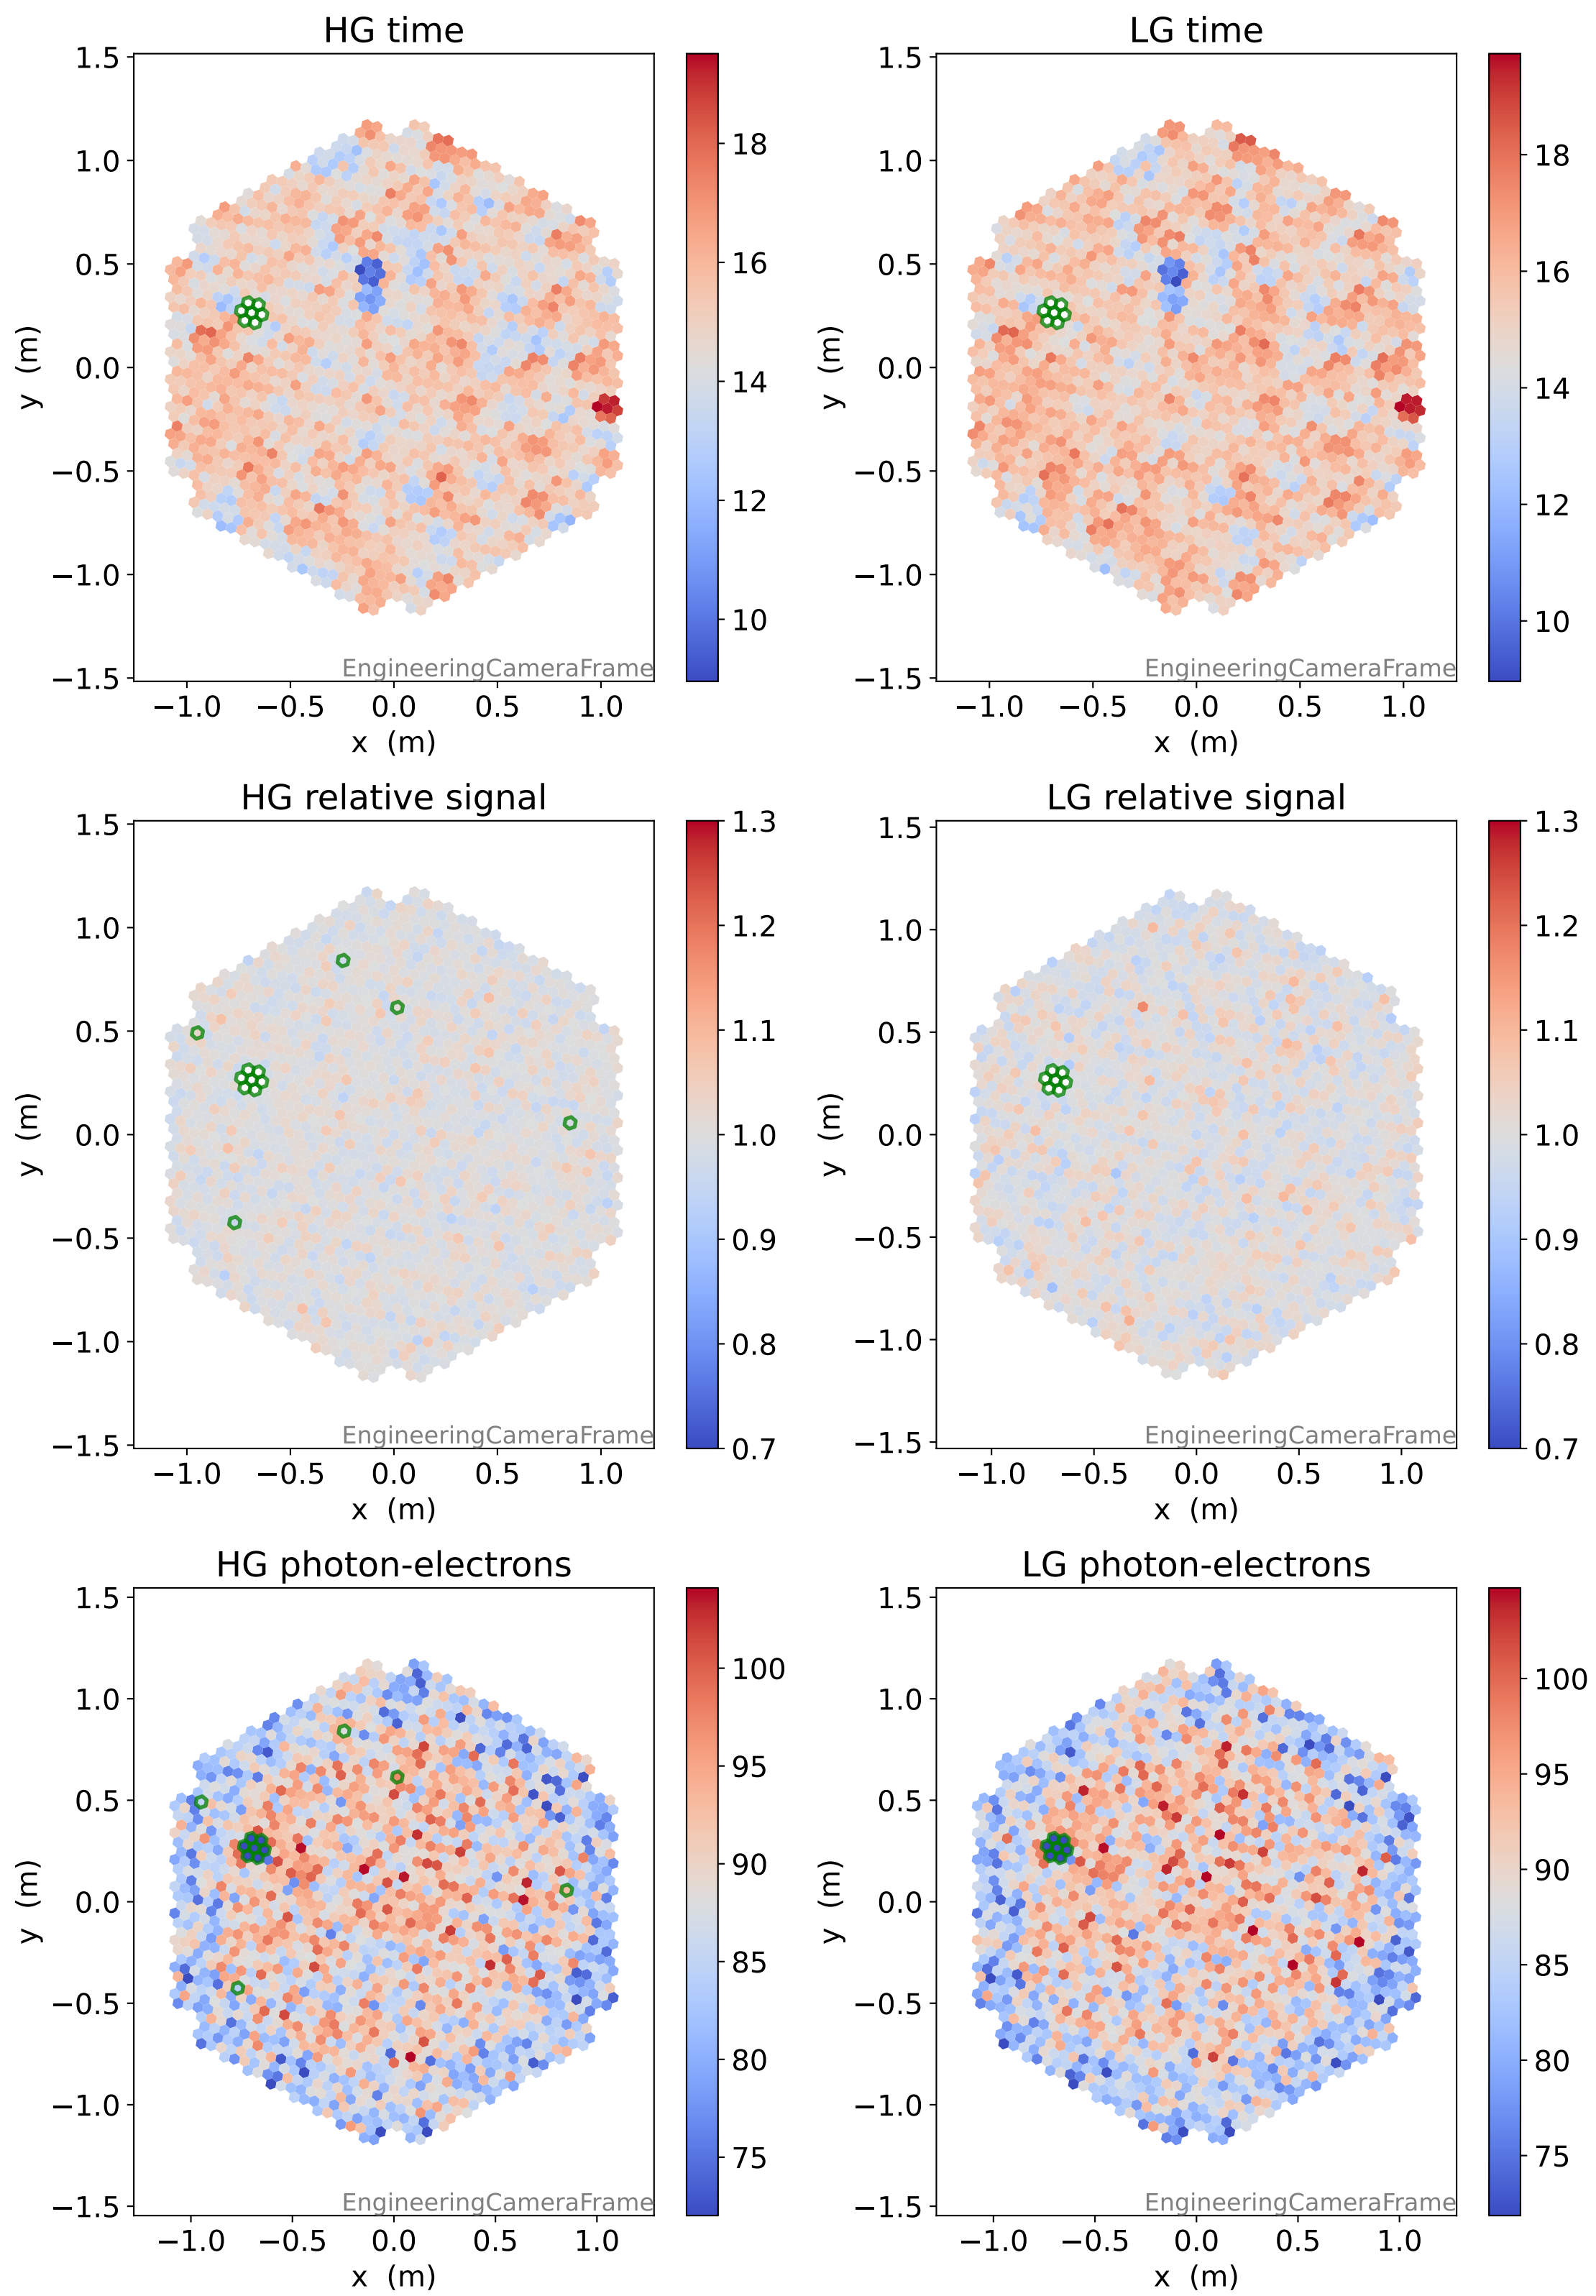 HG time
1.5
1.0
0.5
0.0
−0.5
−1.0
−1.5
y (m)
−1.0 −0.5 0.0 0.5 1.0
x (m)
EngineeringCameraFrame
18
16
14
12
10
LG time
1.5
1.0
0.5
0.0
−0.5
−1.0
−1.5
y (m)
−1.0 −0.5 0.0 0.5 1.0
x (m)
EngineeringCameraFrame
18
16
14
12
10
HG relative signal
1.5
1.0
0.5
0.0
−0.5
−1.0
−1.5
y (m)
−1.0 −0.5 0.0 0.5 1.0
x (m)
EngineeringCameraFrame
1.3
1.2
1.1
1.0
0.9
0.8
0.7
LG relative signal
1.5
1.0
0.5
0.0
−0.5
−1.0
−1.5
y (m)
−1.0 −0.5 0.0 0.5 1.0
x (m)
EngineeringCameraFrame
1.3
1.2
1.1
1.0
0.9
0.8
0.7
HG photon-electrons
1.5
1.0
0.5
0.0
−0.5
−1.0
−1.5
y (m)
−1.0 −0.5 0.0 0.5 1.0
x (m)
EngineeringCameraFrame
100
95
90
85
80
75
LG photon-electrons
1.5
1.0
0.5
0.0
−0.5
−1.0
−1.5
y (m)
−1.0 −0.5 0.0 0.5 1.0
x (m)
EngineeringCameraFrame
100
95
90
85
80
75